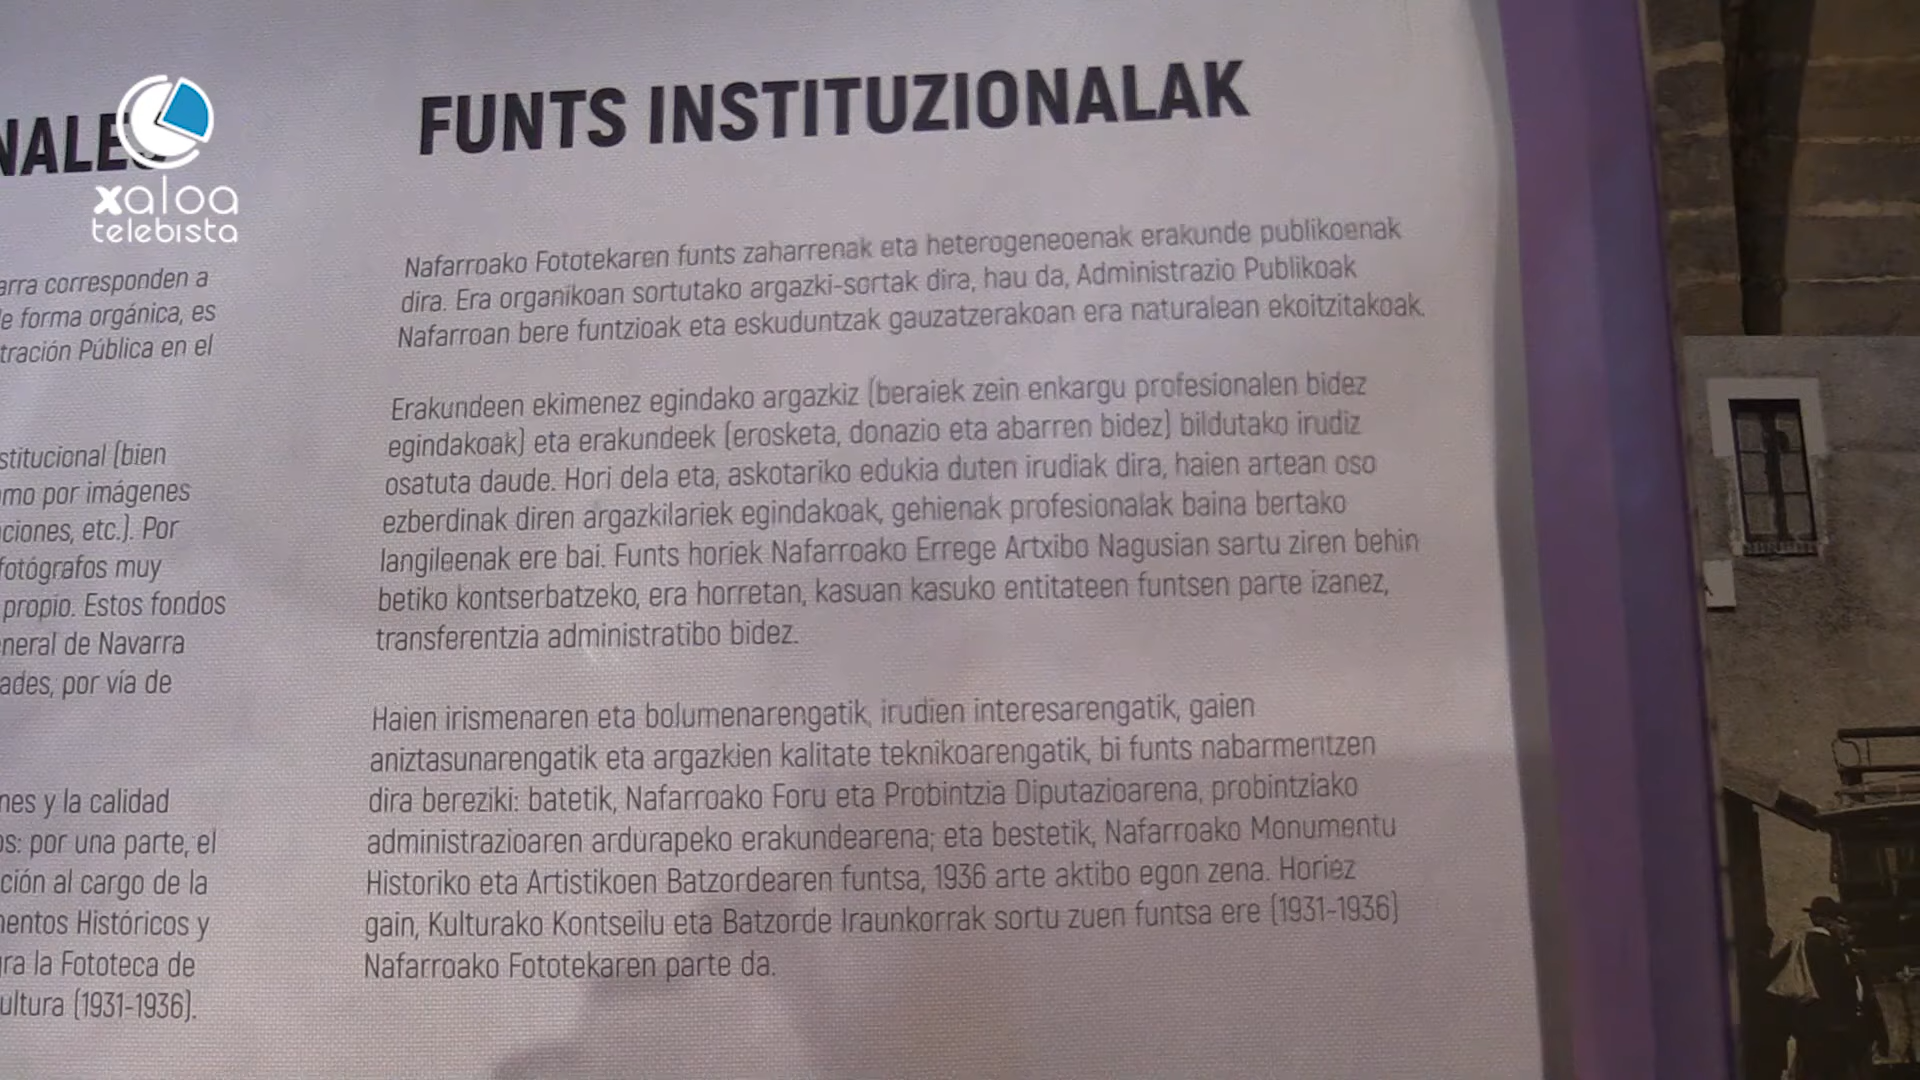 NALES
xaloa
telebista
arra corresponden a
e forma orgánica, es
tración Pública en el
stitucional (bien
mo por imágenes
ciones, etc.). Por
fotógrafos muy
propio. Estos fondos
neral de Navarra
ades, por vía de
nes y la calidad
os: por una parte, el
ción al cargo de la
mentos Históricos y
ra la Fototeca de
ultura (1931-1936).
FUNTS INSTITUZIONALAK
Nafarroako Fototekaren funts zaharrenak eta heterogeneoenak erakunde publikoenak
dira. Era organikoan sortutako argazki-sortak dira, hau da, Administrazio Publikoak
Nafarroan bere funtzioak eta eskuduntzak gauzatzerakoan era naturalean ekoitzitakoak.
Erakundeen ekimenez egindako argazkiz (beraiek zein enkargu profesionalen bidez
egindakoak) eta erakundeek (erosketa, donazio eta abarren bidez) bildutako irudiz
osatuta daude. Hori dela eta, askotariko edukia duten irudiak dira, haien artean oso
ezberdinak diren argazkilariek egindakoak, gehienak profesionalak baina bertako
langileenak ere bai. Funts horiek Nafarroako Errege Artxibo Nagusian sartu ziren behin
betiko kontserbatzeko, era horretan, kasuan kasuko entitateen funtsen parte izanez,
transferentzia administratibo bidez.
Haien irismenaren eta bolumenarengatik, irudien interesarengatik, gaien
aniztasunarengatik eta argazkien kalitate teknikoarengatik, bi funts nabarmentzen
dira bereziki: batetik, Nafarroako Foru eta Probintzia Diputazioarena, probintziako
administrazioaren ardurapeko erakundearena; eta bestetik, Nafarroako Monumentu
Historiko eta Artistikoen Batzordearen funtsa, 1936 arte aktibo egon zena. Horiez
gain, Kulturako Kontseilu eta Batzorde Iraunkorrak sortu zuen funtsa ere (1931-1936)
Nafarroako Fototekaren parte da.